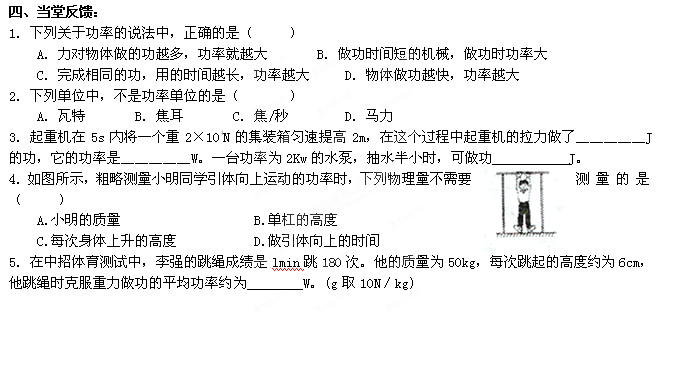 四、当堂反馈:
1. 下列关于功率的说法中，正确的是（　　）
A. 力对物体做的功越多，功率就越大　　B. 做功时间短的机械，做功时功率大
C. 完成相同的功，用的时间越长，功率越大　　D. 物体做功越快，功率越大
2. 下列单位中，不是功率单位的是（　　）
A. 瓦特　　B. 焦耳　　C. 焦/秒　　D. 马力
3. 起重机在 5s 内将一个重 2×10 N 的集装箱匀速提高 2m，在这个过程中起重机的拉力做了__________J
的功，它的功率是__________W。一台功率为 2Kw 的水泵，抽水半小时，可做功__________J。
4. 如图所示，粗略测量小明同学引体向上运动的功率时，下列物理量不需要　　测 量 的 是
（　　）
A.小明的质量　　B.单杠的高度
C.每次身体上升的高度　　D.做引体向上的时间
5. 在中招体育测试中，李强的跳绳成绩是 1min 跳 180 次。他的质量为 50kg，每次跳起的高度约为 6cm，
他跳绳时克服重力做功的平均功率约为________W。(g 取 10N／kg)